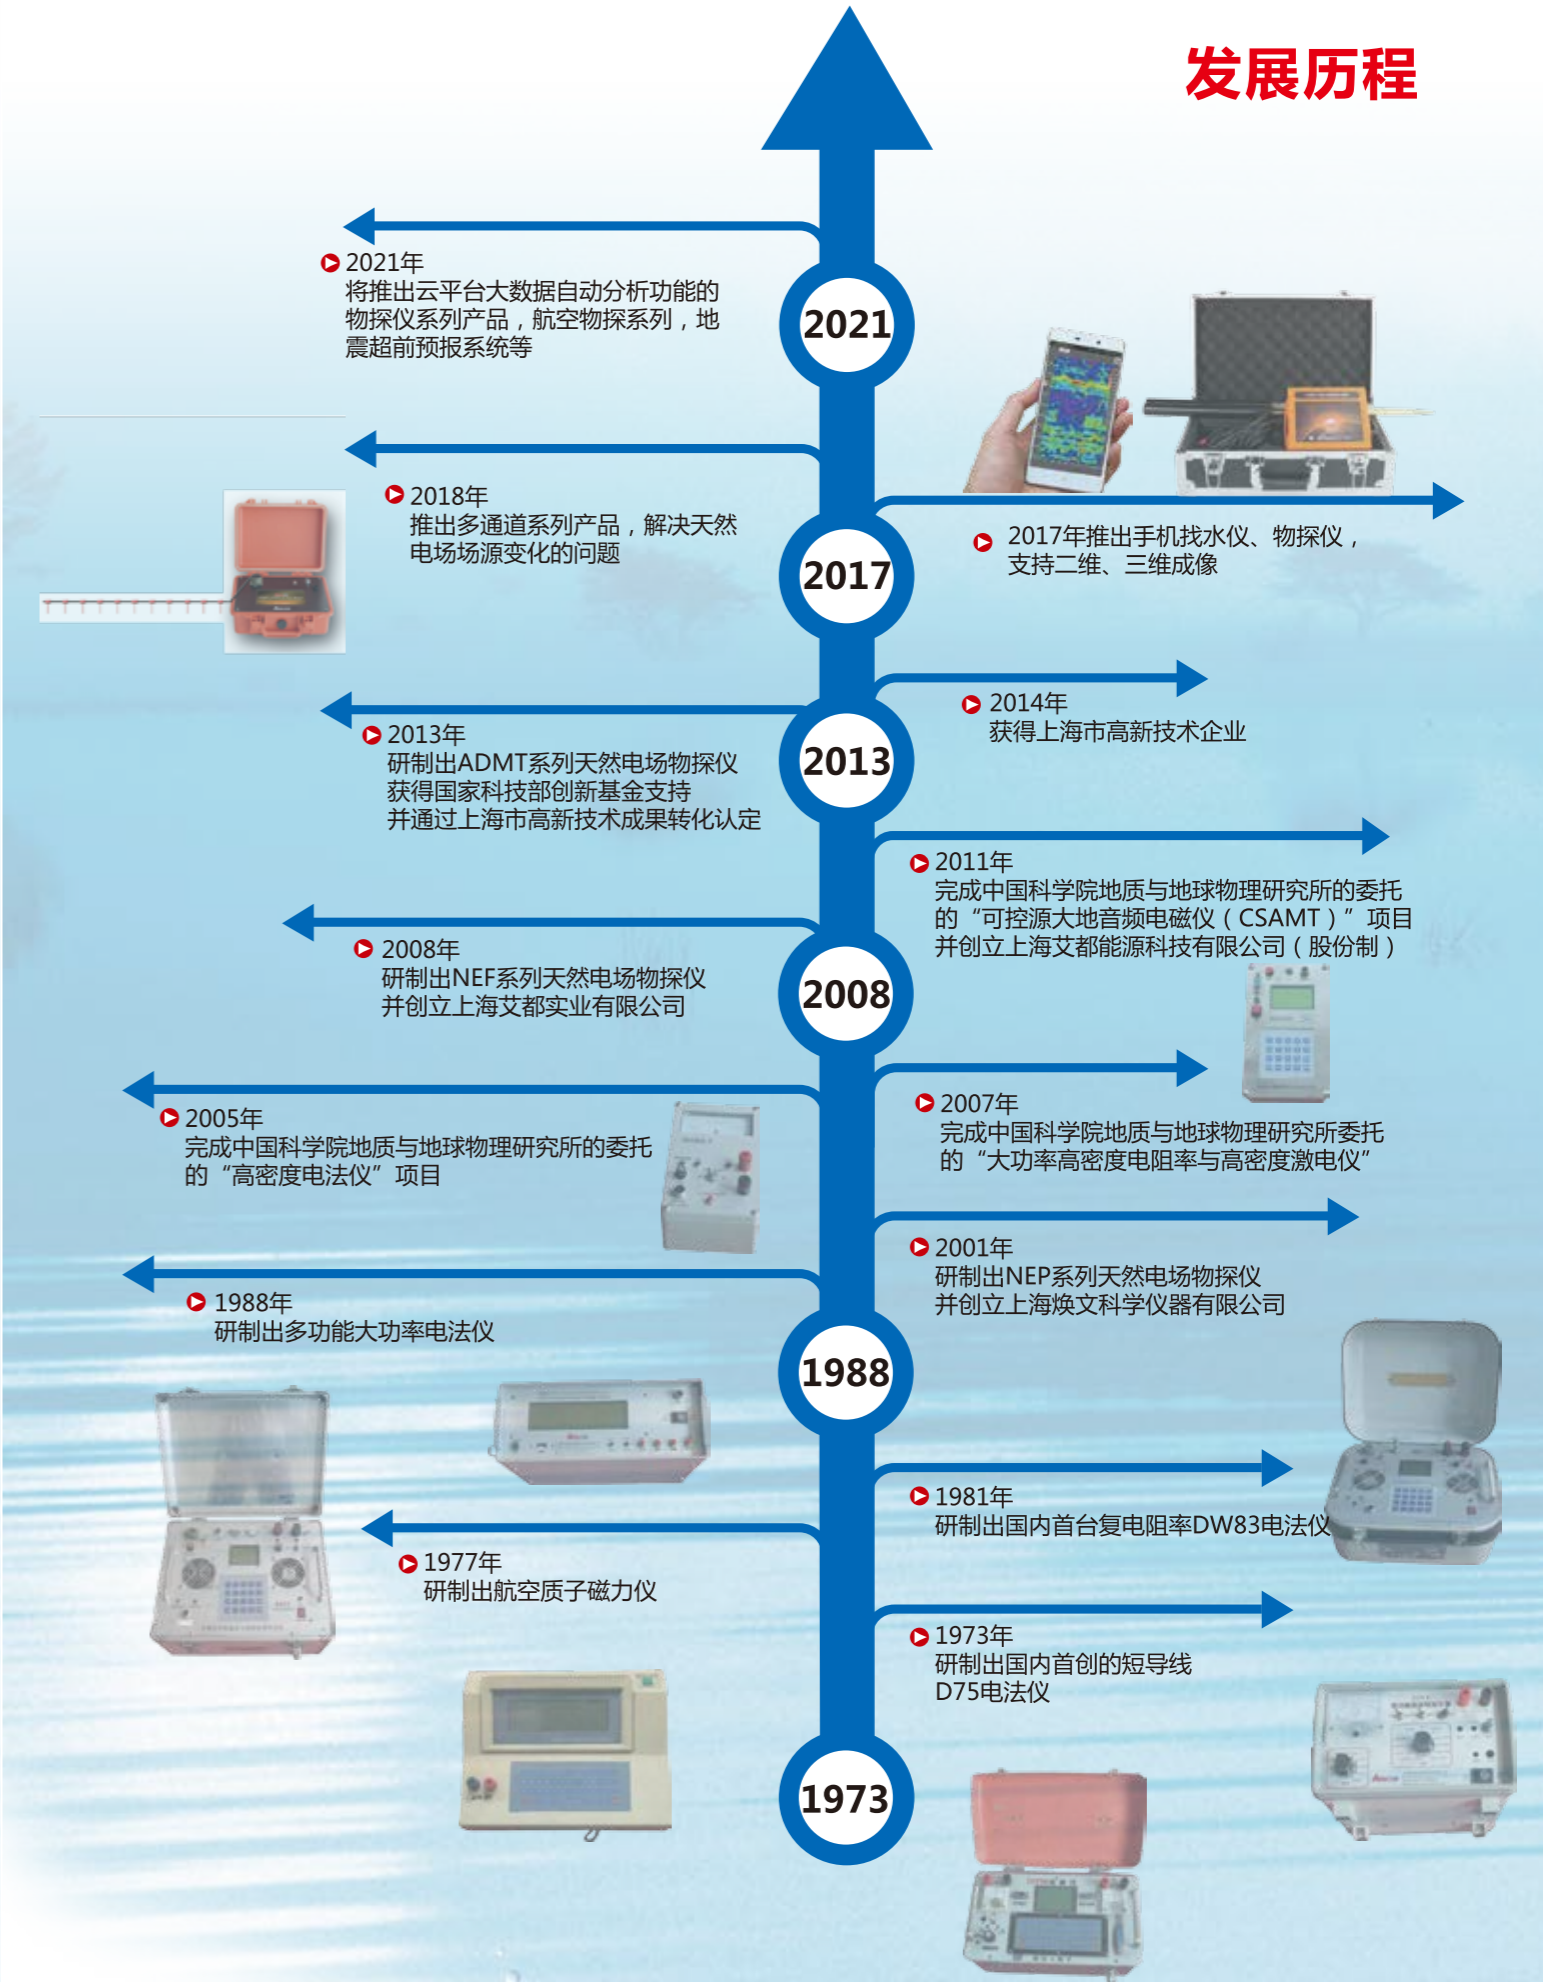 发展历程
2021年
将推出云平台大数据自动分析功能的
物探仪系列产品，航空物探系列，地
震超前预报系统等
2021
2018年
推出多通道系列产品，解决天然
电场场源变化的问题
2017年推出手机找水仪、物探仪，
支持二维、三维成像
2017
2014年
获得上海市高新技术企业
2013年
研制出ADMT系列天然电场物探仪
获得国家科技部创新基金支持
并通过上海市高新技术成果转化认定
2013
2011年
完成中国科学院地质与地球物理研究所的委托
的“可控源大地音频电磁仪（CSAMT）”项目
并创立上海艾都能源科技有限公司（股份制）
2008年
研制出NEF系列天然电场物探仪
并创立上海艾都实业有限公司
2008
2007年
完成中国科学院地质与地球物理研究所委托
的“大功率高密度电阻率与高密度激电仪”
2005年
完成中国科学院地质与地球物理研究所的委托
的“高密度电法仪”项目
2001年
研制出NEP系列天然电场物探仪
并创立上海焕文科学仪器有限公司
1988年
研制出多功能大功率电法仪
1988
1981年
研制出国内首台复电阻率DW83电法仪
1977年
研制出航空质子磁力仪
1973年
研制出国内首创的短导线
D75电法仪
1973